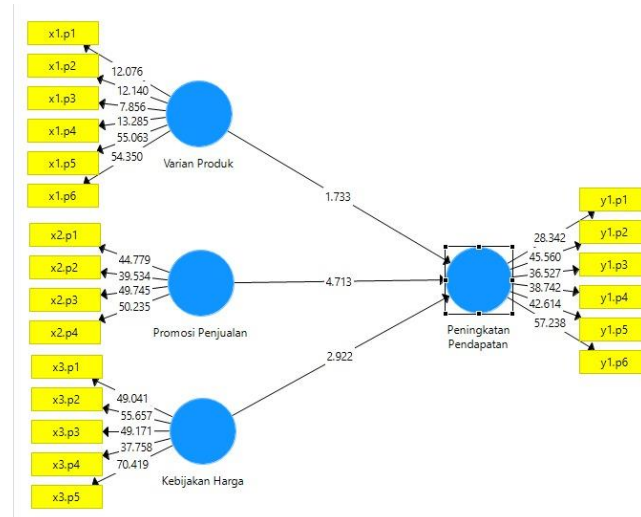 x1.p1
x1.p2
x1.p3
x1.p4
x1.p5
x1.p6
12.076
12.140
7.856
13.285
55.063
54.350
Varian Produk
1.733
x2.p1
x2.p2
x2.p3
x2.p4
44.779
39.534
49.745
50.235
Promosi Penjualan
4.713
x3.p1
x3.p2
x3.p3
x3.p4
x3.p5
49.041
55.657
49.171
37.758
70.419
Kebijakan Harga
2.922
Peningkatan
Pendapatan
28.342
45.560
36.527
38.742
42.614
57.238
y1.p1
y1.p2
y1.p3
y1.p4
y1.p5
y1.p6